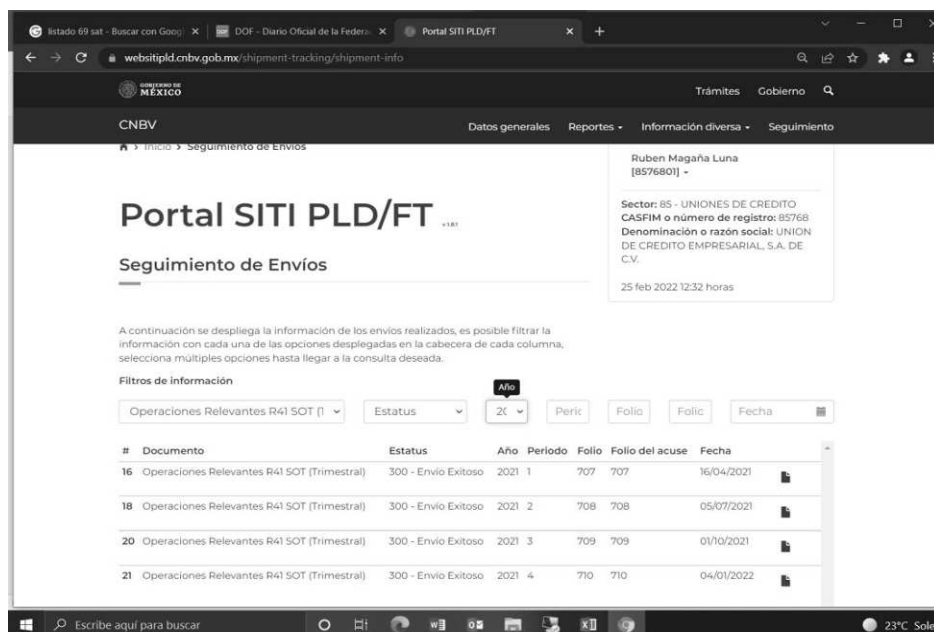 listado 69 sat - Buscar con Goog
DOF - Diario Oficial de la Federa
Portal SITI PLD/FT
websitipld.cnbv.gob.mx/shipment-tracking/shipment-info
GOBIERNO DE
MÉXICO
Trámites Gobierno
CNBV
Datos generales Reportes Información diversa Seguimiento
Inicio > Seguimiento de Envíos
Ruben Magaña Luna
[8576801]
Portal SITI PLD/FT
Sector: 85 - UNIONES DE CREDITO
CASFIM o número de registro: 85768
Denominación o razón social: UNION
DE CREDITO EMPRESARIAL, S.A. DE
C.V.
Seguimiento de Envíos
25 feb 2022 12:32 horas
A continuación se despliega la información de los envíos realizados, es posible filtrar la
información con cada una de las opciones desplegadas en la cabecera de cada columna,
selecciona múltiples opciones hasta llegar a la consulta deseada.
Filtros de información
Año
Operaciones Relevantes R41 SOT (T Estatus 20 Peric Folio Folic Fecha
# Documento Estatus Año Periodo Folio Folio del acuse Fecha
16 Operaciones Relevantes R41 SOT (Trimestral) 300 - Envío Exitoso 2021 1 707 707 16/04/2021
18 Operaciones Relevantes R41 SOT (Trimestral) 300 - Envío Exitoso 2021 2 708 708 05/07/2021
20 Operaciones Relevantes R41 SOT (Trimestral) 300 - Envío Exitoso 2021 3 709 709 01/10/2021
21 Operaciones Relevantes R41 SOT (Trimestral) 300 - Envío Exitoso 2021 4 710 710 04/01/2022
Escribe aquí para buscar
23°C Sole